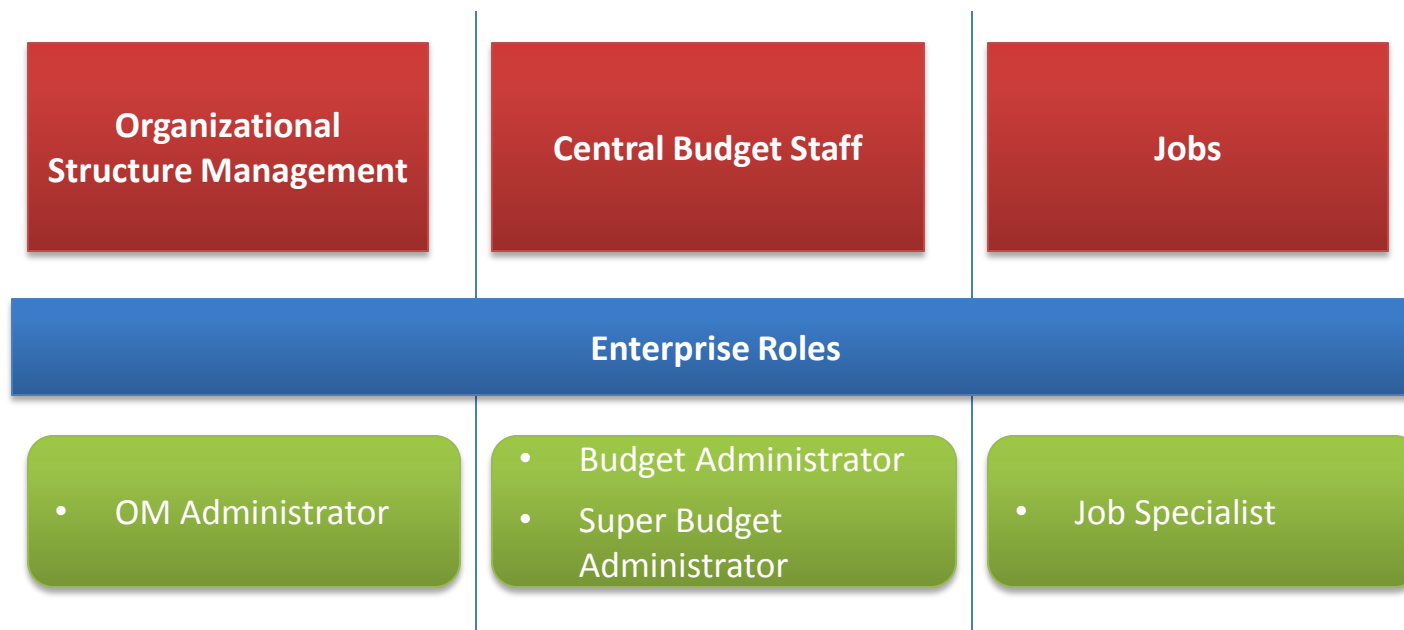 Organizational
Structure Management
Central Budget Staff
Jobs
Enterprise Roles
• OM Administrator
• Budget Administrator
• Super Budget
Administrator
• Job Specialist